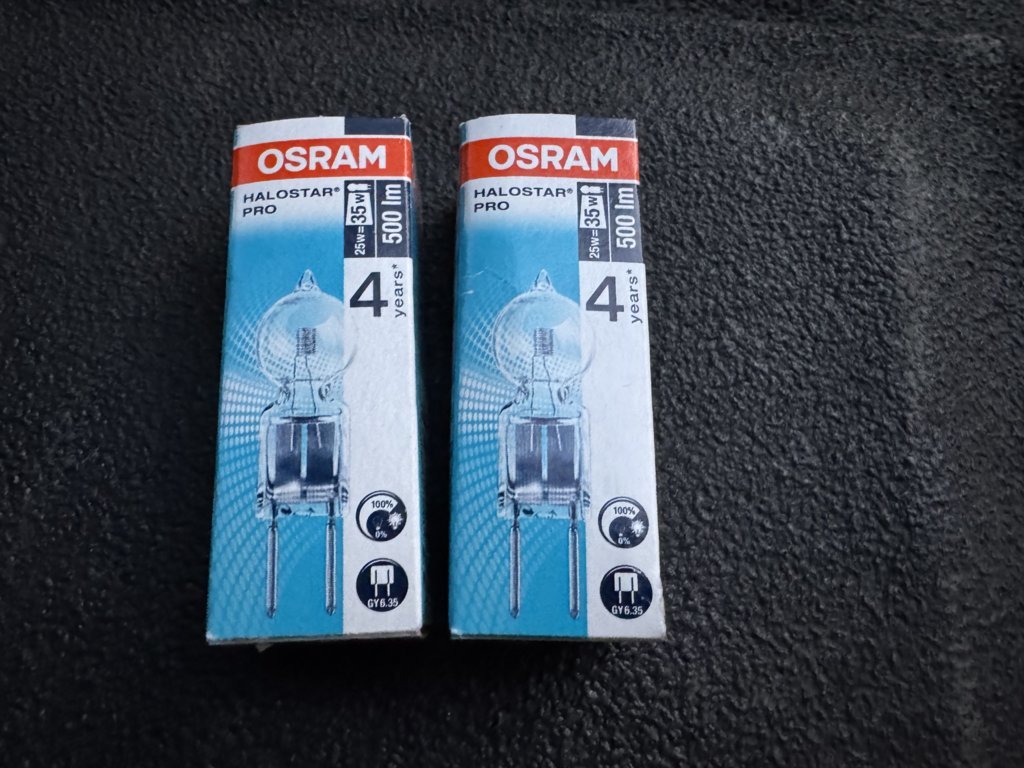 OSRAM
HALOSTAR®
PRO
25W=35W
500 lm
4
years*
100%
0%
GY6.35
OSRAM
HALOSTAR®
PRO
25W=35W
500 lm
4
years*
100%
0%
GY6.35